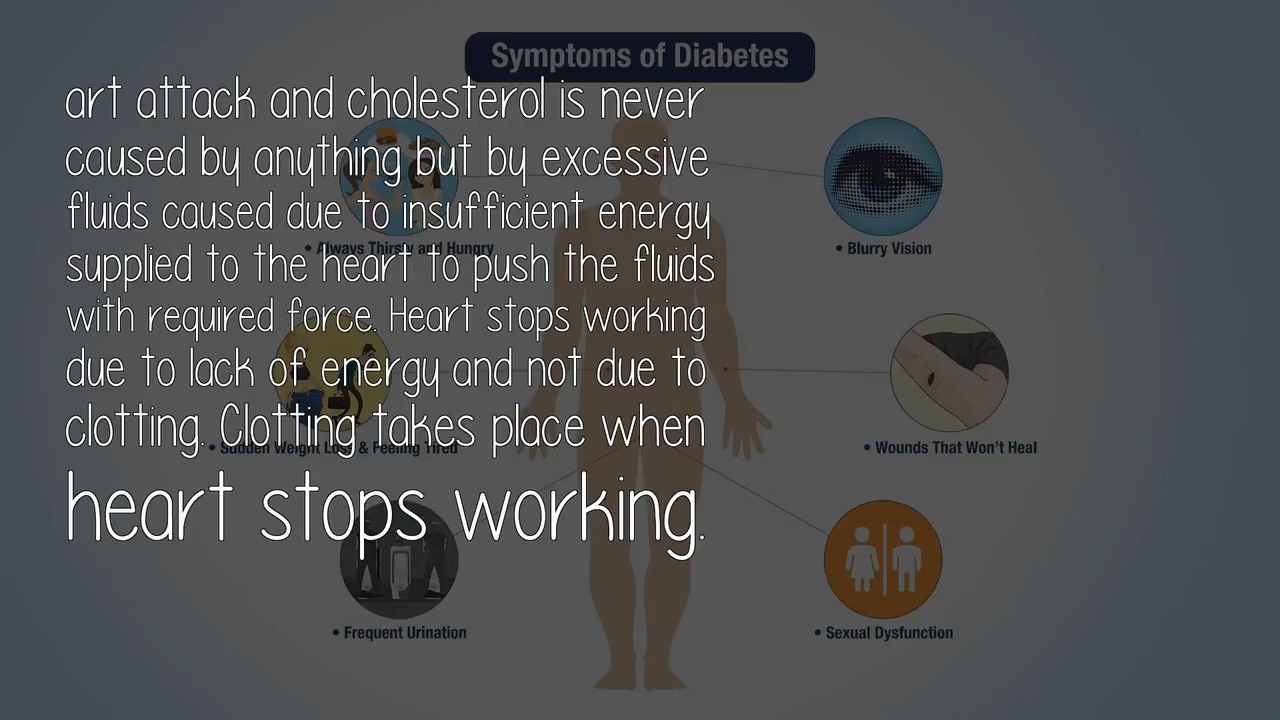 Symptoms of Diabetes
art attack and cholesterol is never
caused by anything but by excessive
fluids caused due to insufficient energy
supplied to the heart to push the fluids
with required force. Heart stops working
due to lack of energy and not due to
clotting. Clotting takes place when
heart stops working.
• Always Thirsty and Hungry
• Blurry Vision
• Sudden Weight Loss & Feeling Tired
• Wounds That Won't Heal
• Frequent Urination
• Sexual Dysfunction